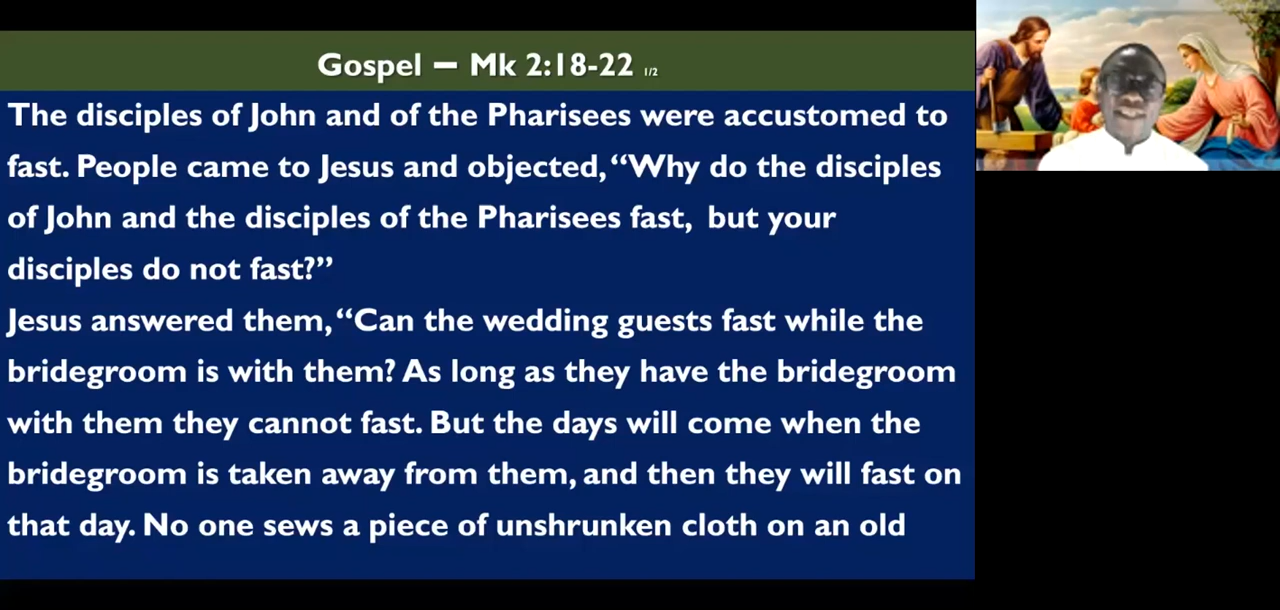 Gospel – Mk 2:18-22 1/2
The disciples of John and of the Pharisees were accustomed to
fast. People came to Jesus and objected, “Why do the disciples
of John and the disciples of the Pharisees fast, but your
disciples do not fast?”
Jesus answered them, “Can the wedding guests fast while the
bridegroom is with them? As long as they have the bridegroom
with them they cannot fast. But the days will come when the
bridegroom is taken away from them, and then they will fast on
that day. No one sews a piece of unshrunken cloth on an old